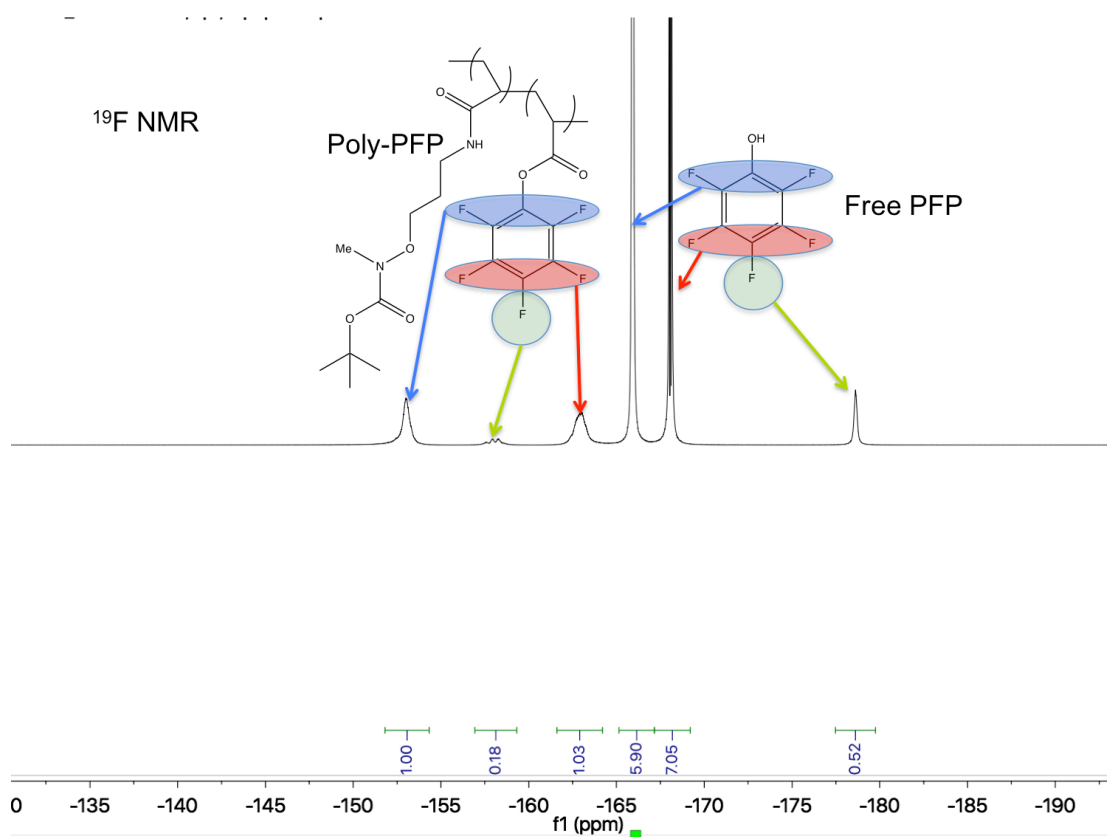 ¹⁹F NMR
Poly-PFP
Free PFP
O
NH
O
O
F
F
F
F
F
Me
N
O
O
O
OH
F
F
F
F
F
1.00
0.18
1.03
5.90
7.05
0.52
0
-135
-140
-145
-150
-155
-160
-165
-170
-175
-180
-185
-190
f1 (ppm)